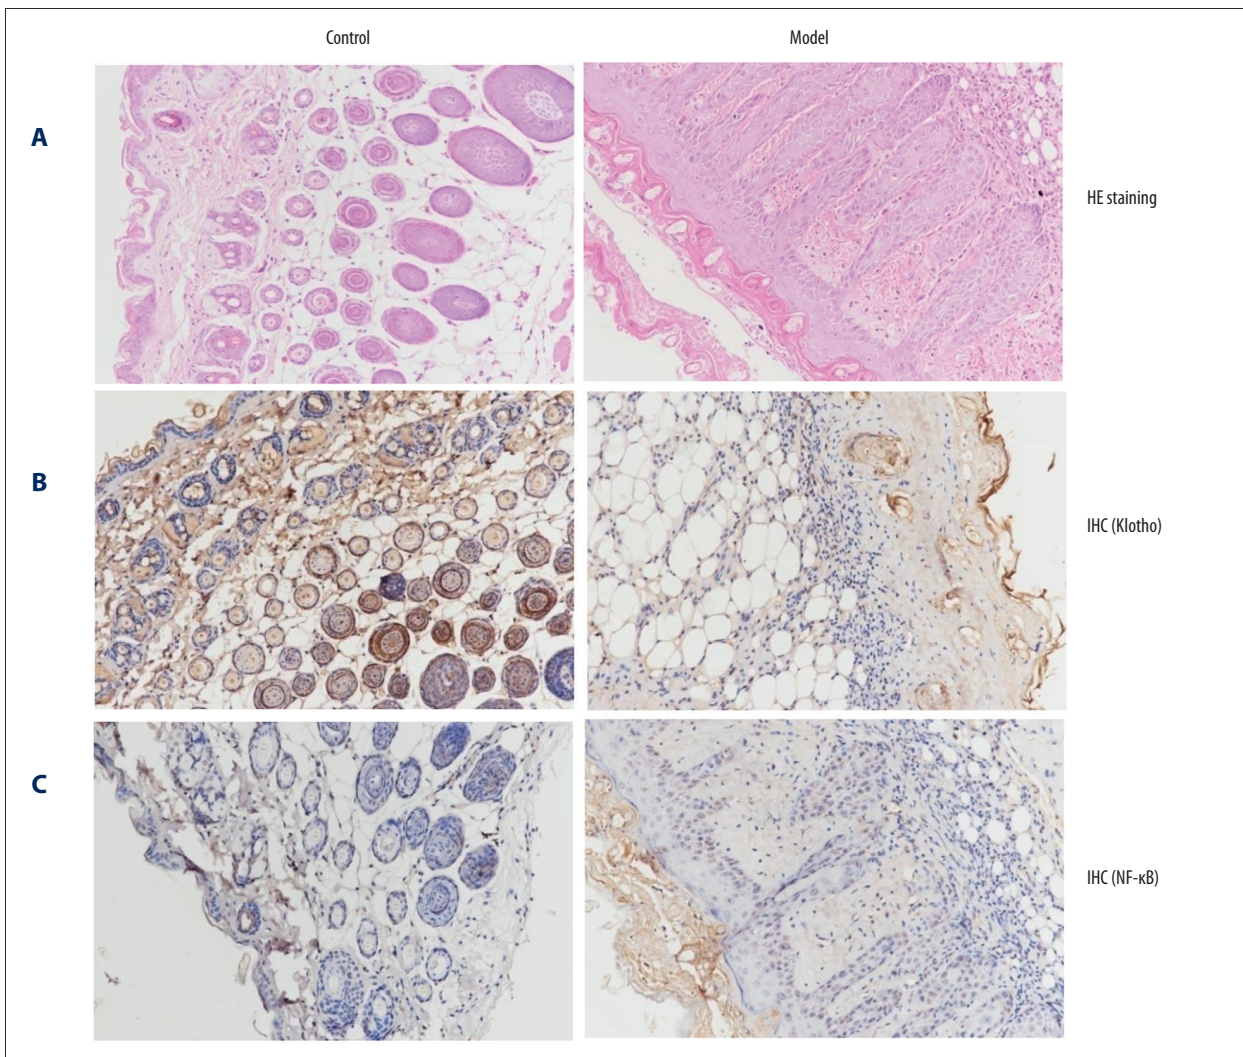 Control Model
A
HE staining
B
IHC (Klotho)
C
IHC (NF-κB)